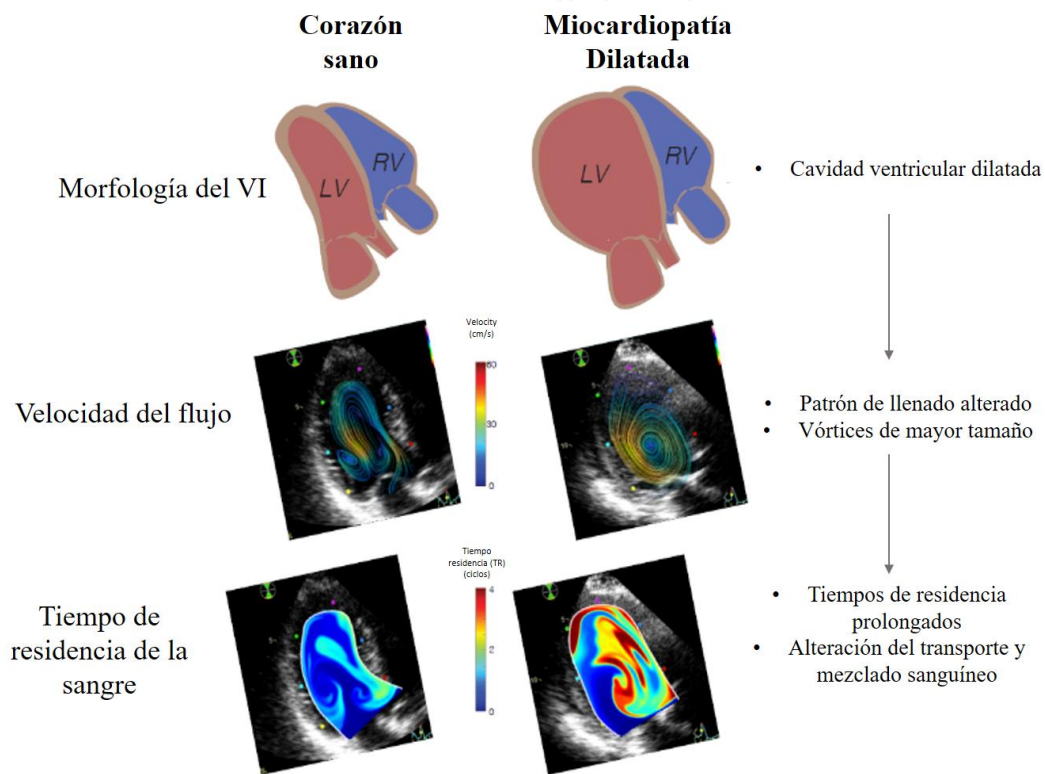 Corazón
sano
Miocardiopatía
Dilatada
Morfología del VI
LV
RV
LV
RV
• Cavidad ventricular dilatada
Velocity
(cm/s)
60
30
0
Velocidad del flujo
• Patrón de llenado alterado
• Vórtices de mayor tamaño
Tiempo
residencia (TR)
(ciclos)
4
2
0
Tiempo de
residencia de la
sangre
• Tiempos de residencia
prolongados
• Alteración del transporte y
mezclado sanguíneo